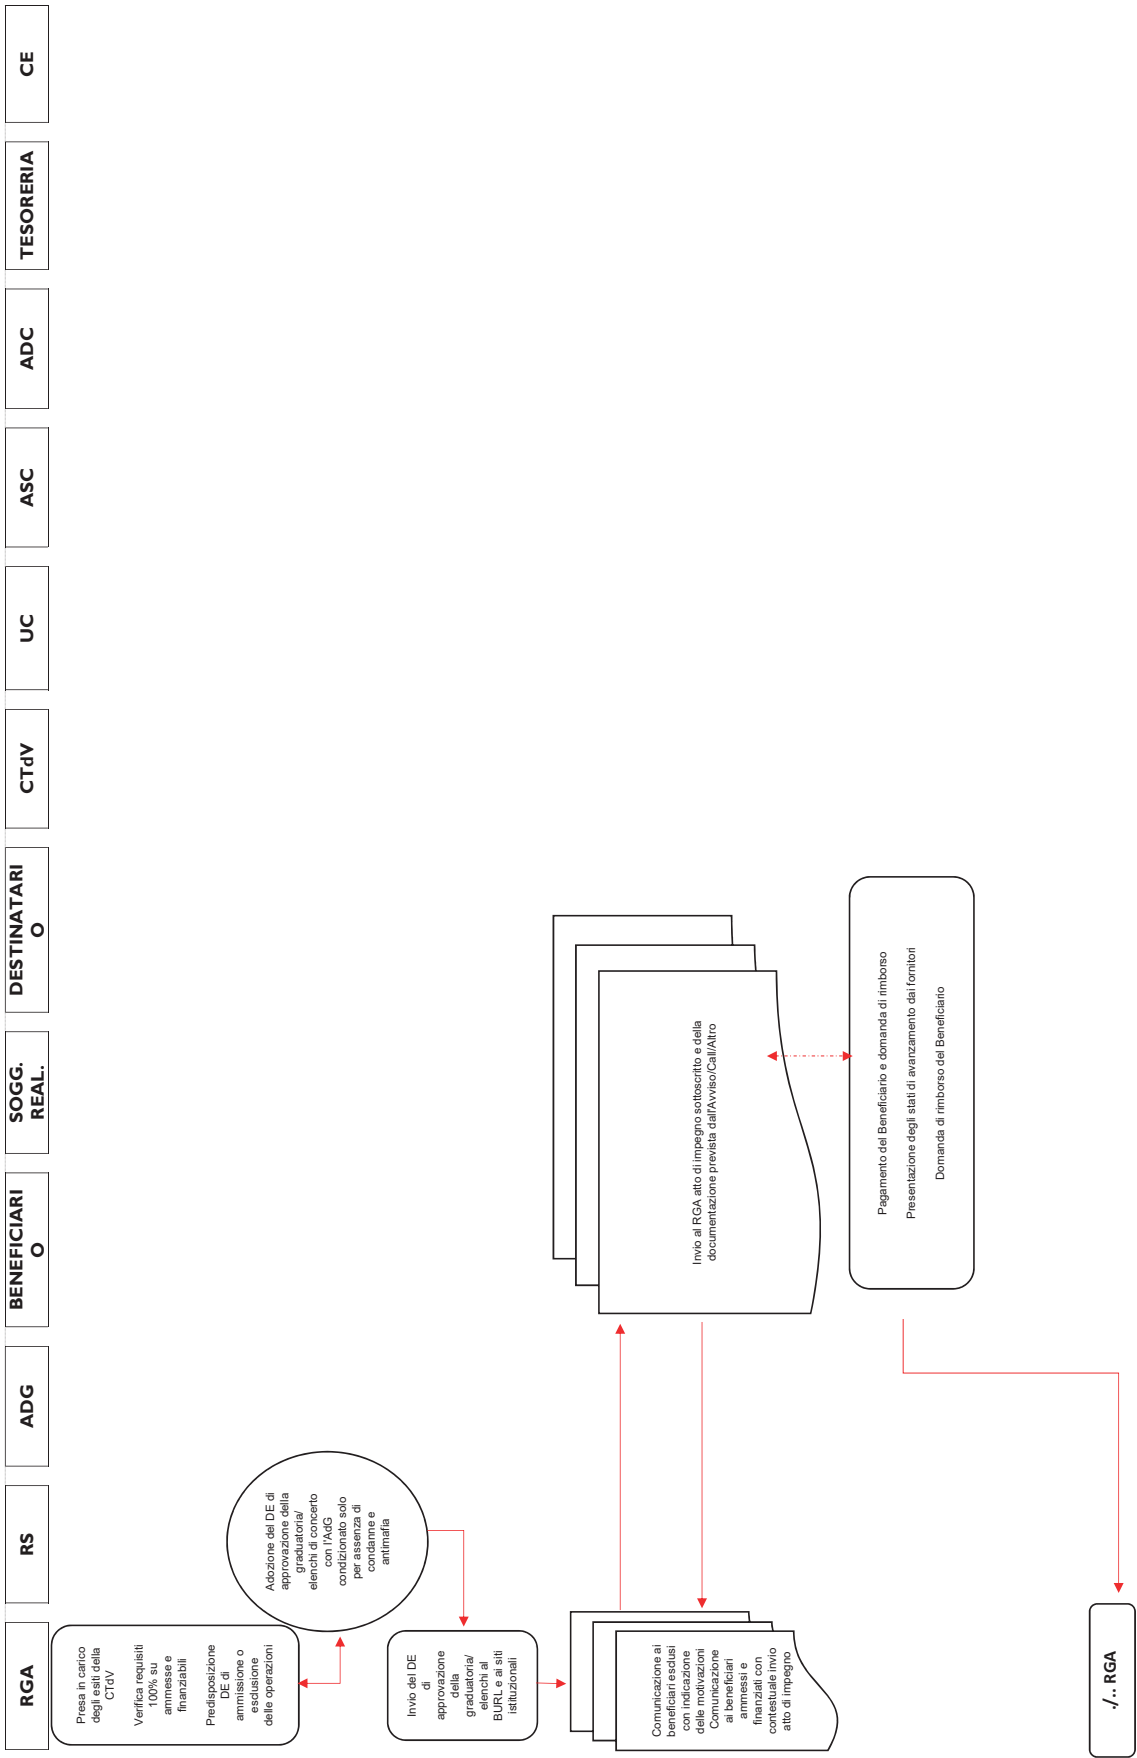 RGA
RS
ADG
BENEFICIARI
O
SOGG.
REAL.
DESTINATARI
O
CTdV
UC
ASC
ADC
TESORERIA
CE
Presa in carico
degli esiti della
CTdV
Verifica requisiti
100% su
ammesse e
finanziabili
Predisposizione
DE di
ammissione o
esclusione
delle operazioni
Adozione del DE di
approvazione della
graduatoria/
elenchi di concerto
con l'AdG
condizionato solo
per assenza di
condanne e
antimafia
Invio del DE
di
approvazione
della
graduatoria/
elenchi al
BURL e ai siti
istituzionali
Comunicazione ai
beneficiari esclusi
con indicazione
delle motivazioni
Comunicazione
ai beneficiari
ammessi e
finanziati con
contestuale invio
atto di impegno
Invio al RGA atto di impegno sottoscritto e della
documentazione prevista dall'Avviso/Call/Altro
Pagamento del Beneficiario e domanda di rimborso
Presentazione degli stati di avanzamento dai fornitori
Domanda di rimborso del Beneficiario
./.. RGA